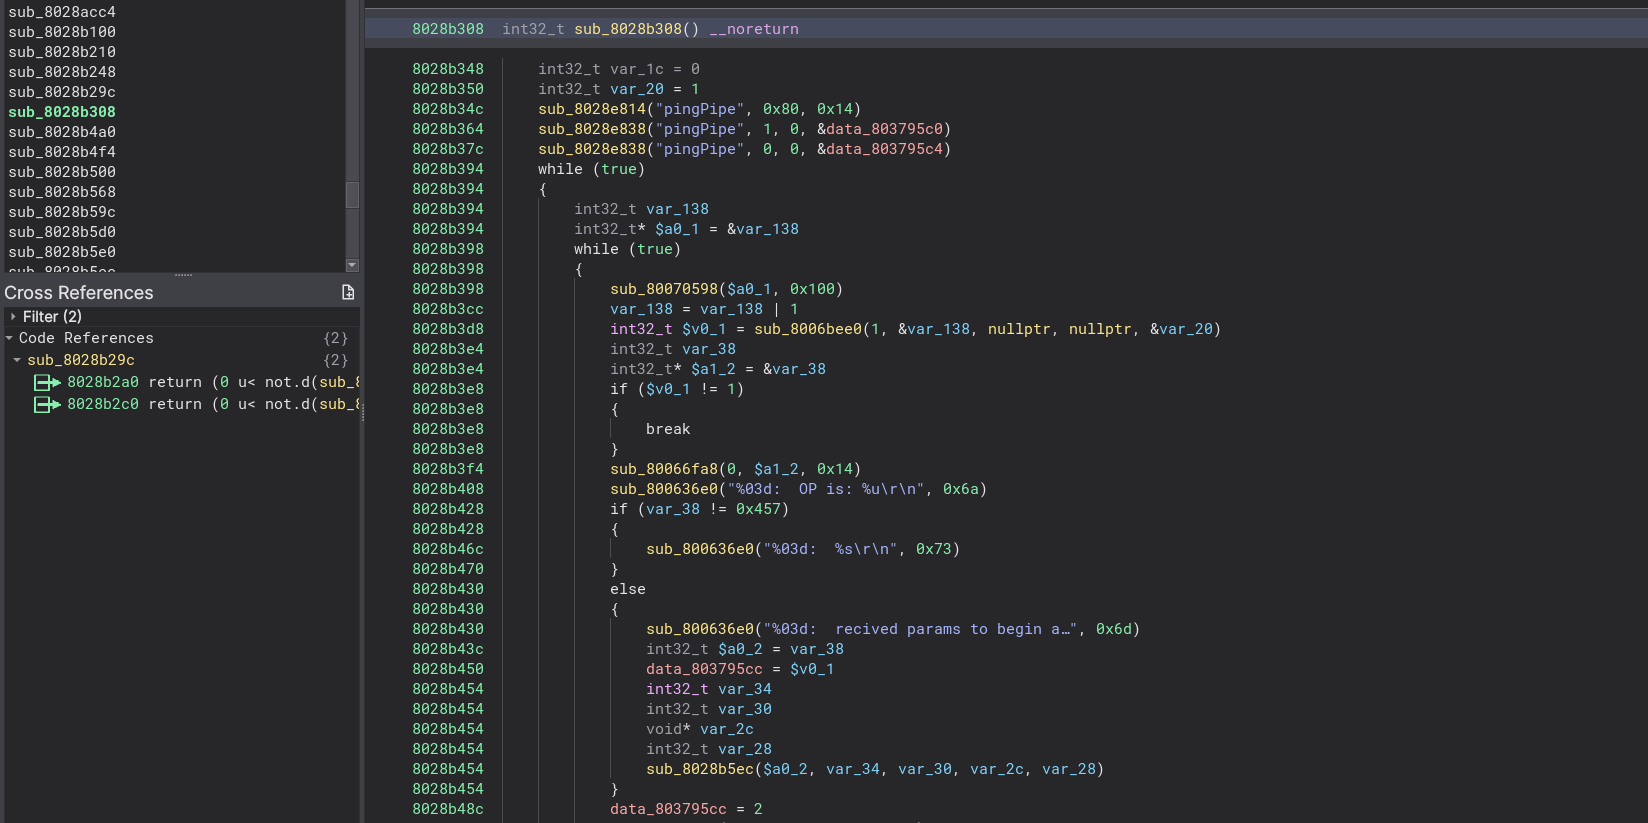 sub_8028acc4
sub_8028b100
sub_8028b210
sub_8028b248
sub_8028b29c
sub_8028b308
sub_8028b4a0
sub_8028b4f4
sub_8028b500
sub_8028b568
sub_8028b59c
sub_8028b5d0
sub_8028b5e0
sub_8028b5ec
Cross References
Filter (2)
Code References {2}
sub_8028b29c {2}
8028b2a0 return (0 u< not.d(sub_8
8028b2c0 return (0 u< not.d(sub_8
8028b308 int32_t sub_8028b308() __noreturn
8028b348 int32_t var_1c = 0
8028b350 int32_t var_20 = 1
8028b34c sub_8028e814("pingPipe", 0x80, 0x14)
8028b364 sub_8028e838("pingPipe", 1, 0, &data_803795c0)
8028b37c sub_8028e838("pingPipe", 0, 0, &data_803795c4)
8028b394 while (true)
8028b394 {
8028b394 int32_t var_138
8028b394 int32_t* $a0_1 = &var_138
8028b398 while (true)
8028b398 {
8028b398 sub_80070598($a0_1, 0x100)
8028b3cc var_138 = var_138 | 1
8028b3d8 int32_t $v0_1 = sub_8006bee0(1, &var_138, nullptr, nullptr, &var_20)
8028b3e4 int32_t var_38
8028b3e4 int32_t* $a1_2 = &var_38
8028b3e8 if ($v0_1 != 1)
8028b3e8 {
8028b3e8 break
8028b3e8 }
8028b3f4 sub_80066fa8(0, $a1_2, 0x14)
8028b408 sub_800636e0("%03d:  OP is: %u\r\n", 0x6a)
8028b428 if (var_38 != 0x457)
8028b428 {
8028b46c sub_800636e0("%03d:  %s\r\n", 0x73)
8028b470 }
8028b430 else
8028b430 {
8028b430 sub_800636e0("%03d:  recived params to begin a…", 0x6d)
8028b43c int32_t $a0_2 = var_38
8028b450 data_803795cc = $v0_1
8028b454 int32_t var_34
8028b454 int32_t var_30
8028b454 void* var_2c
8028b454 int32_t var_28
8028b454 sub_8028b5ec($a0_2, var_34, var_30, var_2c, var_28)
8028b454 }
8028b48c data_803795cc = 2